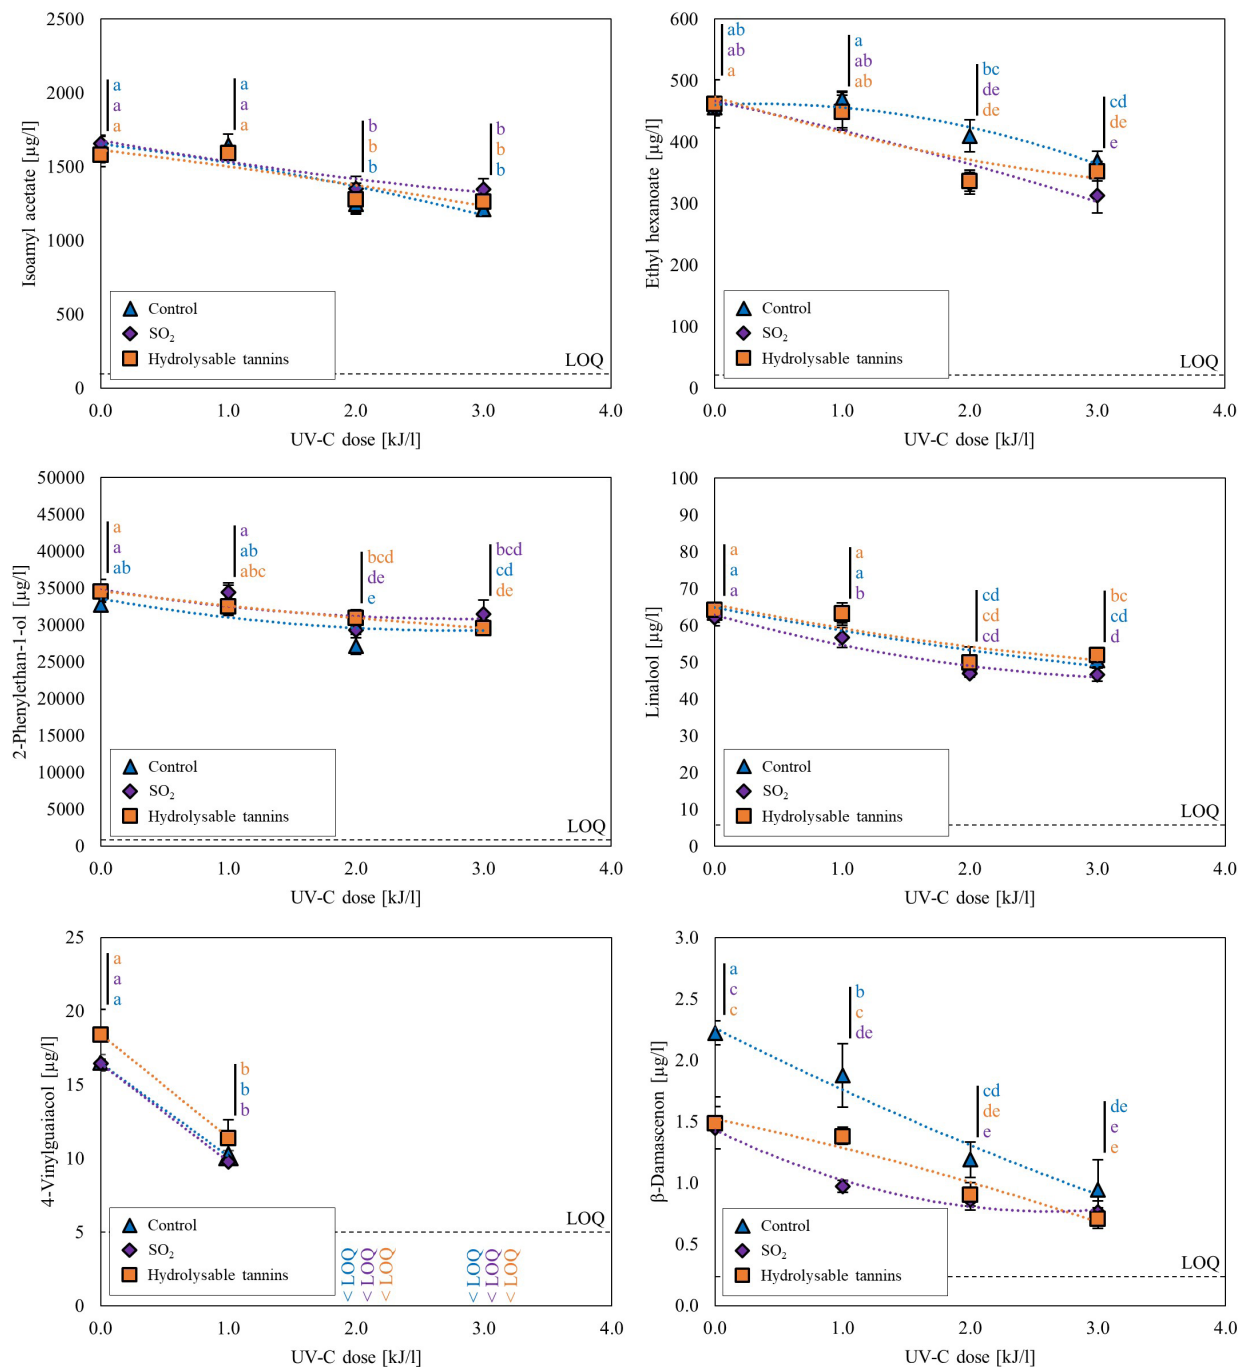 2500
2000
1500
1000
500
0
Isoamyl acetate [µg/l]
a
a
a
a
a
a
b
b
b
b
b
b
Control
SO₂
Hydrolysable tannins
LOQ
0.0 1.0 2.0 3.0 4.0
UV-C dose [kJ/l]
600
500
400
300
200
100
0
Ethyl hexanoate [µg/l]
ab
ab
a
a
ab
ab
bc
de
de
cd
de
e
Control
SO₂
Hydrolysable tannins
LOQ
0.0 1.0 2.0 3.0 4.0
UV-C dose [kJ/l]
50000
45000
40000
35000
30000
25000
20000
15000
10000
5000
0
2-Phenylethan-1-ol [µg/l]
a
a
ab
a
ab
abc
bcd
de
e
bcd
cd
de
Control
SO₂
Hydrolysable tannins
LOQ
0.0 1.0 2.0 3.0 4.0
UV-C dose [kJ/l]
100
90
80
70
60
50
40
30
20
10
0
Linalool [µg/l]
a
a
a
a
a
b
cd
cd
cd
bc
cd
d
Control
SO₂
Hydrolysable tannins
LOQ
0.0 1.0 2.0 3.0 4.0
UV-C dose [kJ/l]
25
20
15
10
5
0
4-Vinylguaiacol [µg/l]
a
a
a
b
b
b
Control
SO₂
Hydrolysable tannins
LOQ
< LOQ
< LOQ
< LOQ
< LOQ
< LOQ
< LOQ
0.0 1.0 2.0 3.0 4.0
UV-C dose [kJ/l]
3.0
2.5
2.0
1.5
1.0
0.5
0.0
β-Damascenon [µg/l]
a
c
c
b
c
de
cd
de
e
de
e
e
Control
SO₂
Hydrolysable tannins
LOQ
0.0 1.0 2.0 3.0 4.0
UV-C dose [kJ/l]